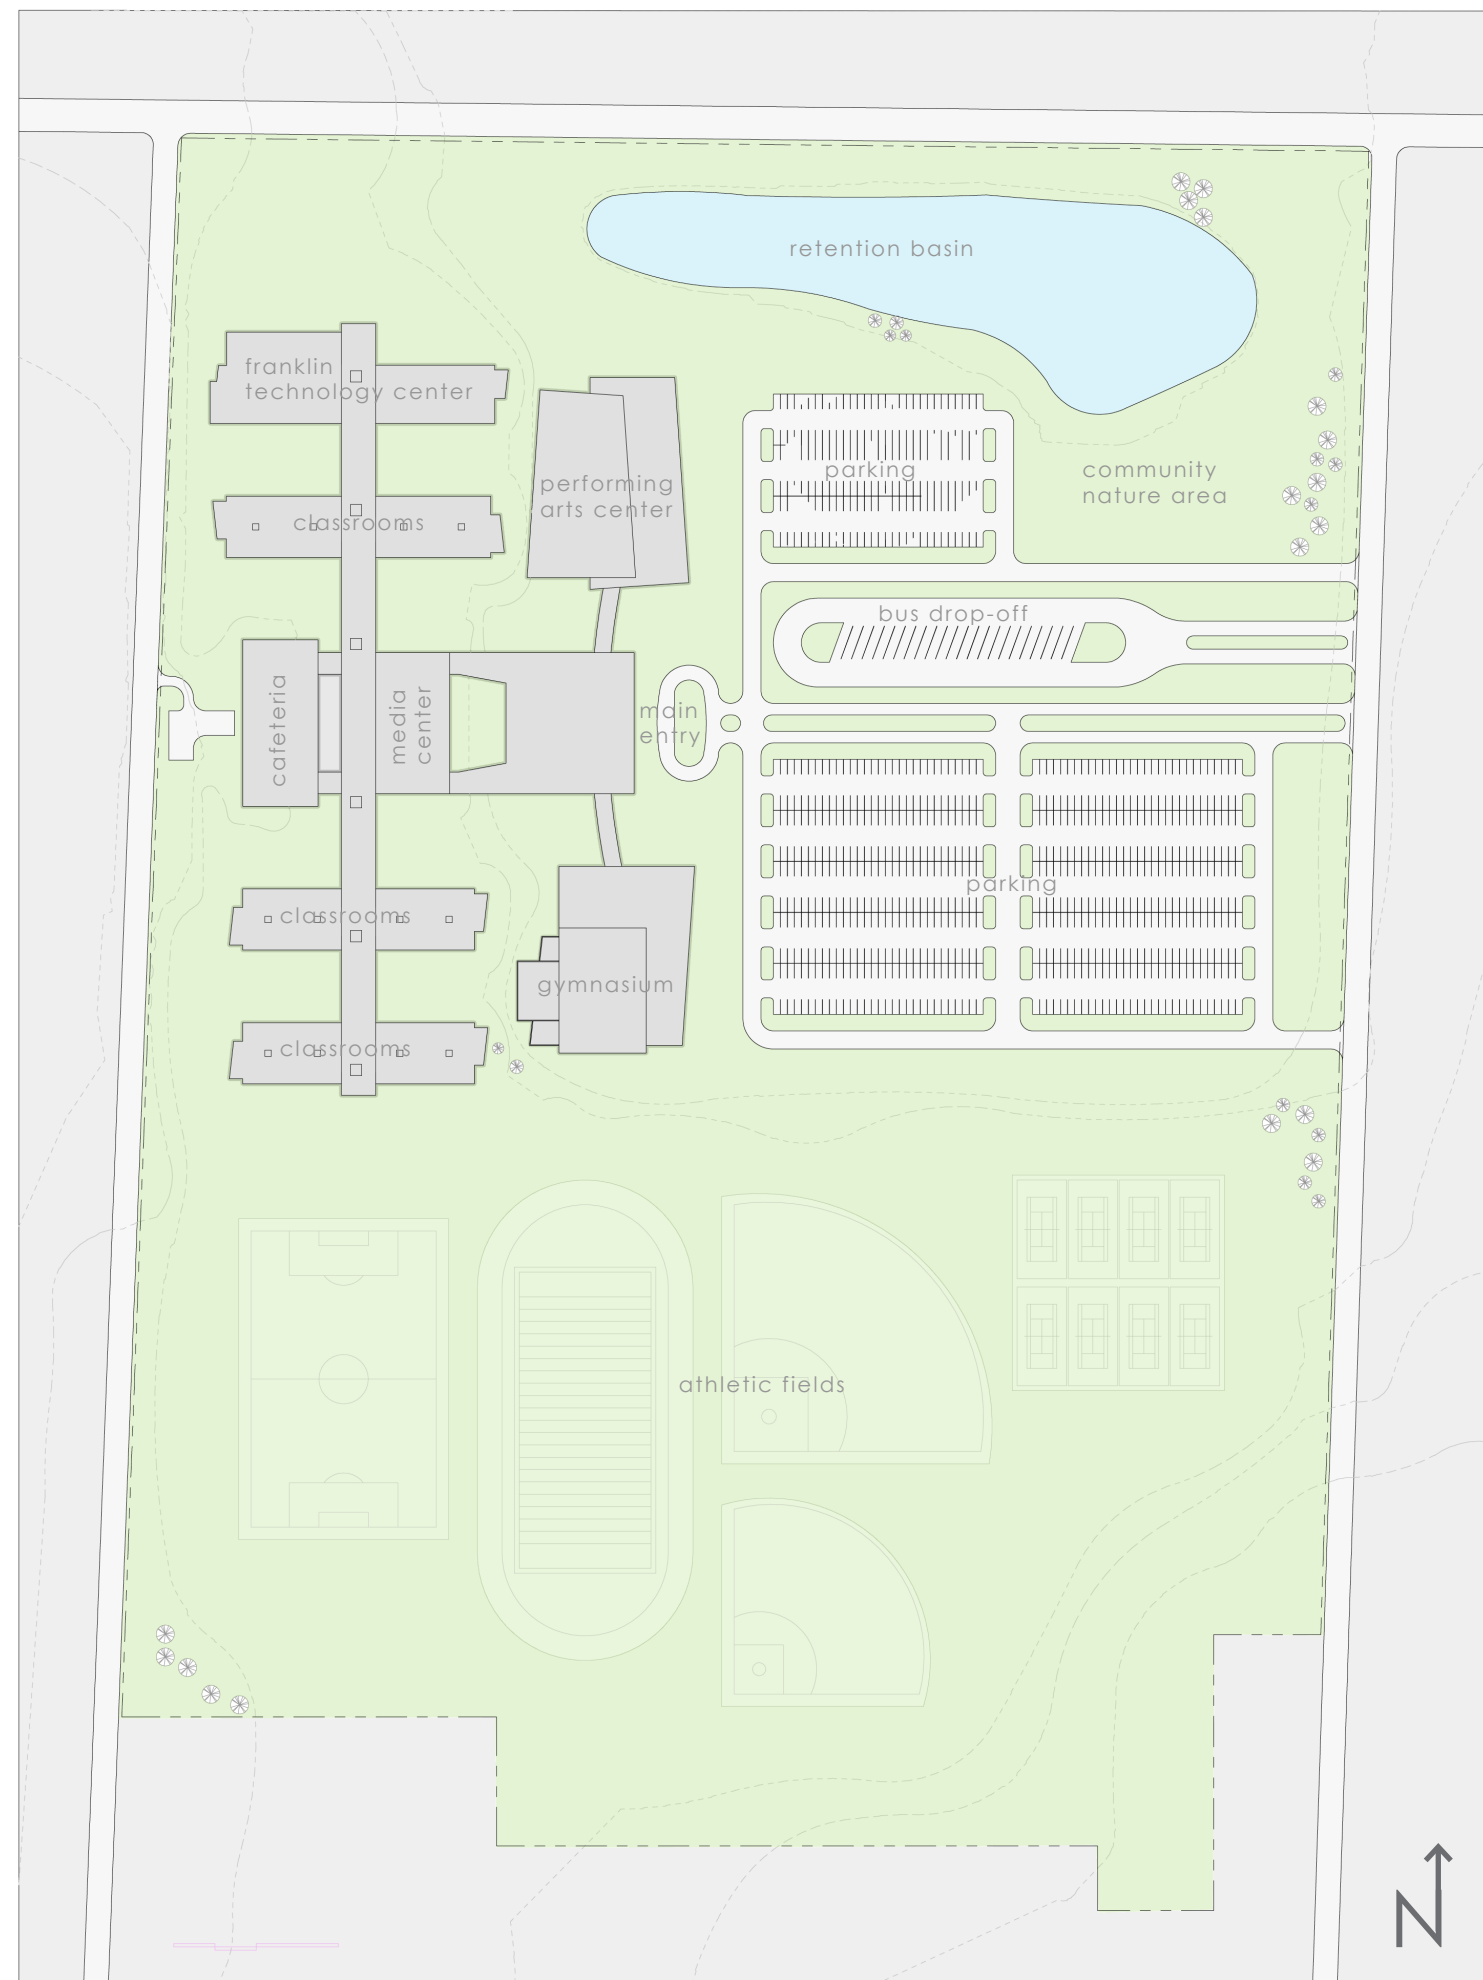 retention basin
franklin
technology center
performing
arts center
parking
community
nature area
classrooms
bus drop-off
cafeteria
media
center
main
entry
parking
classrooms
gymnasium
classrooms
athletic fields
N